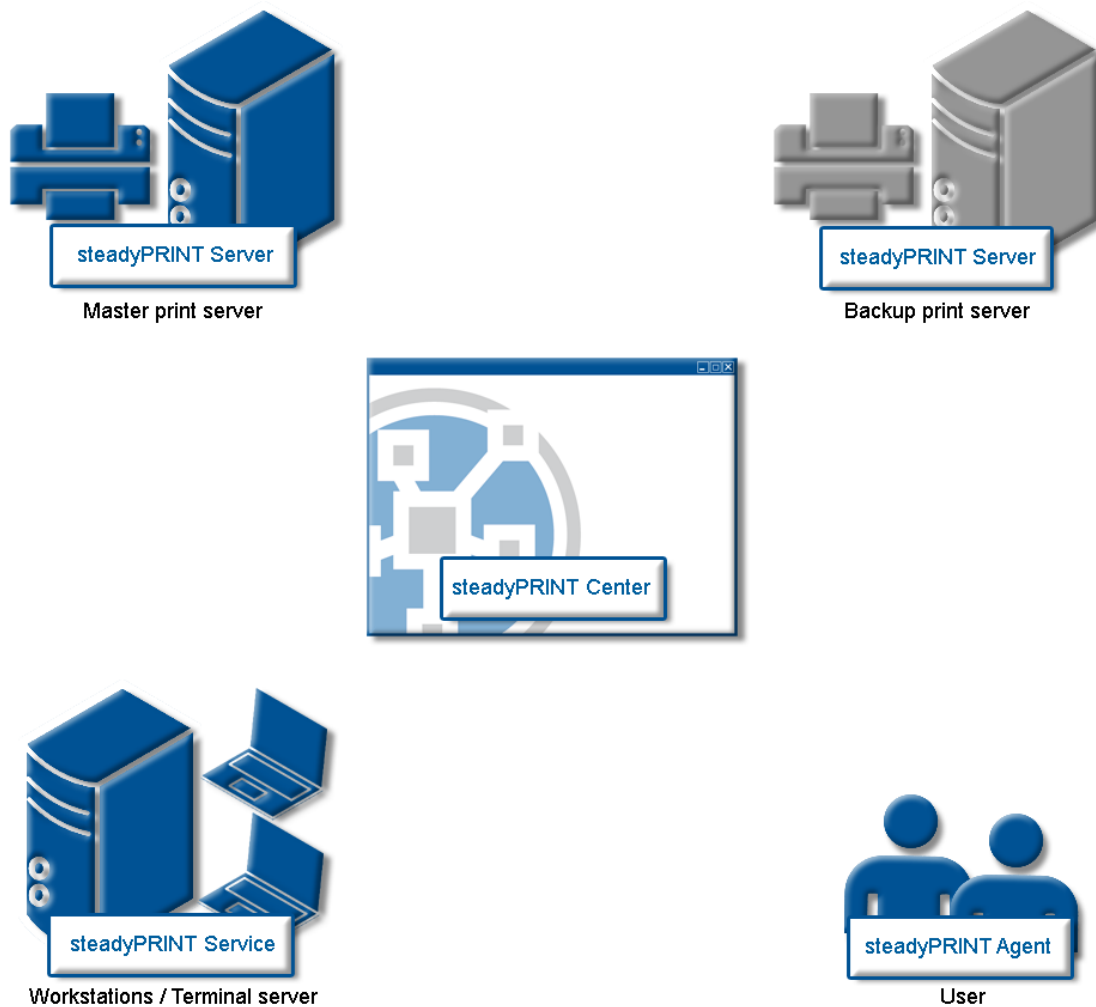 steadyPRINT Server
Master print server
steadyPRINT Server
Backup print server
steadyPRINT Center
steadyPRINT Service
Workstations / Terminal server
steadyPRINT Agent
User